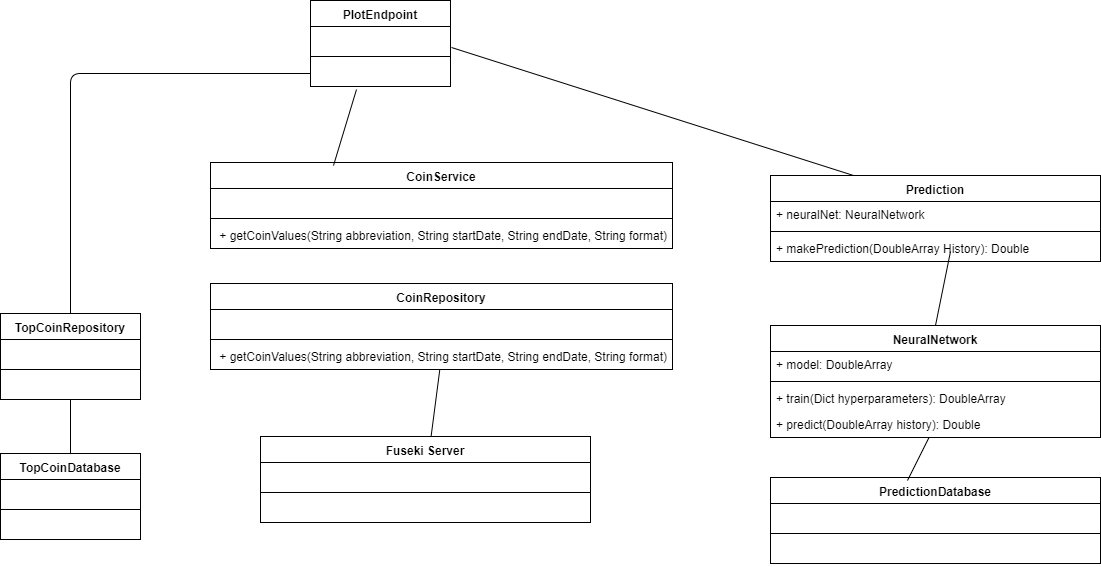 PlotEndpoint
CoinService
+ getCoinValues(String abbreviation, String startDate, String endDate, String format)
Prediction
+ neuralNet: NeuralNetwork
+ makePrediction(DoubleArray History): Double
CoinRepository
+ getCoinValues(String abbreviation, String startDate, String endDate, String format)
TopCoinRepository
NeuralNetwork
+ model: DoubleArray
+ train(Dict hyperparameters): DoubleArray
+ predict(DoubleArray history): Double
Fuseki Server
TopCoinDatabase
PredictionDatabase